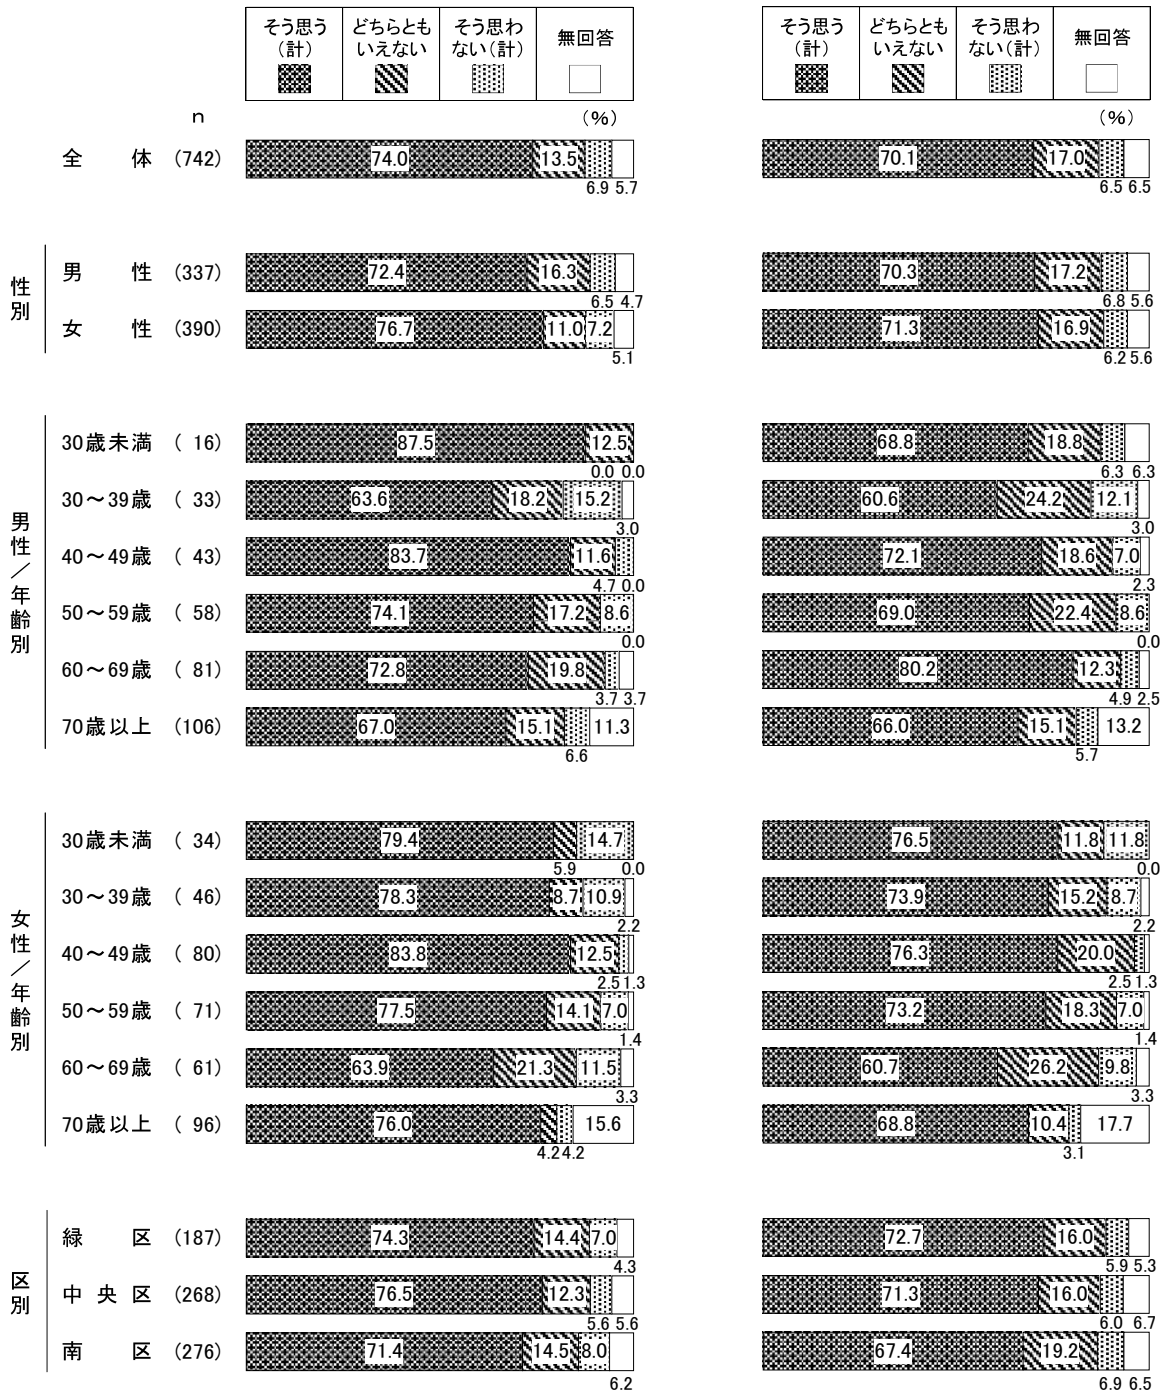 そう思う
（計）
どちらとも
いえない
そう思わ
ない（計）
無回答
そう思う
（計）
どちらとも
いえない
そう思わ
ない（計）
無回答
n
（％）
（％）
全体 (742) 74.0 13.5 70.1 17.0
6.9 5.7 6.5 6.5
性別
男性 (337) 72.4 16.3 70.3 17.2
6.5 4.7 6.8 5.6
女性 (390) 76.7 11.0 7.2 71.3 16.9
5.1 6.2 5.6
男性／年齢別
30歳未満 ( 16) 87.5 12.5 68.8 18.8
0.0 0.0 6.3 6.3
30～39歳 ( 33) 63.6 18.2 15.2 60.6 24.2 12.1
3.0 3.0
40～49歳 ( 43) 83.7 11.6 72.1 18.6 7.0
4.7 0.0 2.3
50～59歳 ( 58) 74.1 17.2 8.6 69.0 22.4 8.6
0.0 0.0
60～69歳 ( 81) 72.8 19.8 80.2 12.3
3.7 3.7 4.9 2.5
70歳以上 (106) 67.0 15.1 11.3 66.0 15.1 13.2
6.6 5.7
女性／年齢別
30歳未満 ( 34) 79.4 14.7 76.5 11.8 11.8
5.9 0.0 0.0
30～39歳 ( 46) 78.3 8.7 10.9 73.9 15.2 8.7
2.2 2.2
40～49歳 ( 80) 83.8 12.5 76.3 20.0
2.5 1.3 2.5 1.3
50～59歳 ( 71) 77.5 14.1 7.0 73.2 18.3 7.0
1.4 1.4
60～69歳 ( 61) 63.9 21.3 11.5 60.7 26.2 9.8
3.3 3.3
70歳以上 ( 96) 76.0 15.6 68.8 10.4 17.7
4.2 4.2 3.1
区別
緑区 (187) 74.3 14.4 7.0 72.7 16.0
4.3 5.9 5.3
中央区 (268) 76.5 12.3 71.3 16.0
5.6 5.6 6.0 6.7
南区 (276) 71.4 14.5 8.0 67.4 19.2
6.2 6.9 6.5